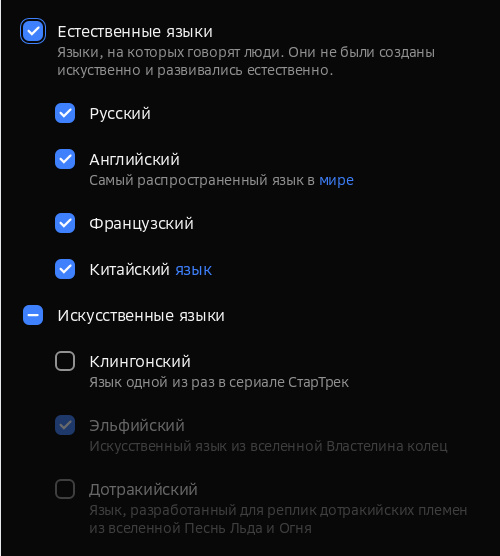 Естественные языки
Языки, на которых говорят люди. Они не были созданы
искуственно и развивались естественно.
Русский
Английский
Самый распространенный язык в мире
Французский
Китайский язык
Искусственные языки
Клингонский
Язык одной из раз в сериале СтарТрек
Эльфийский
Искусственный язык из вселенной Властелина колец
Дотракийский
Язык, разработанный для реплик дотракийских племен
из вселенной Песнь Льда и Огня